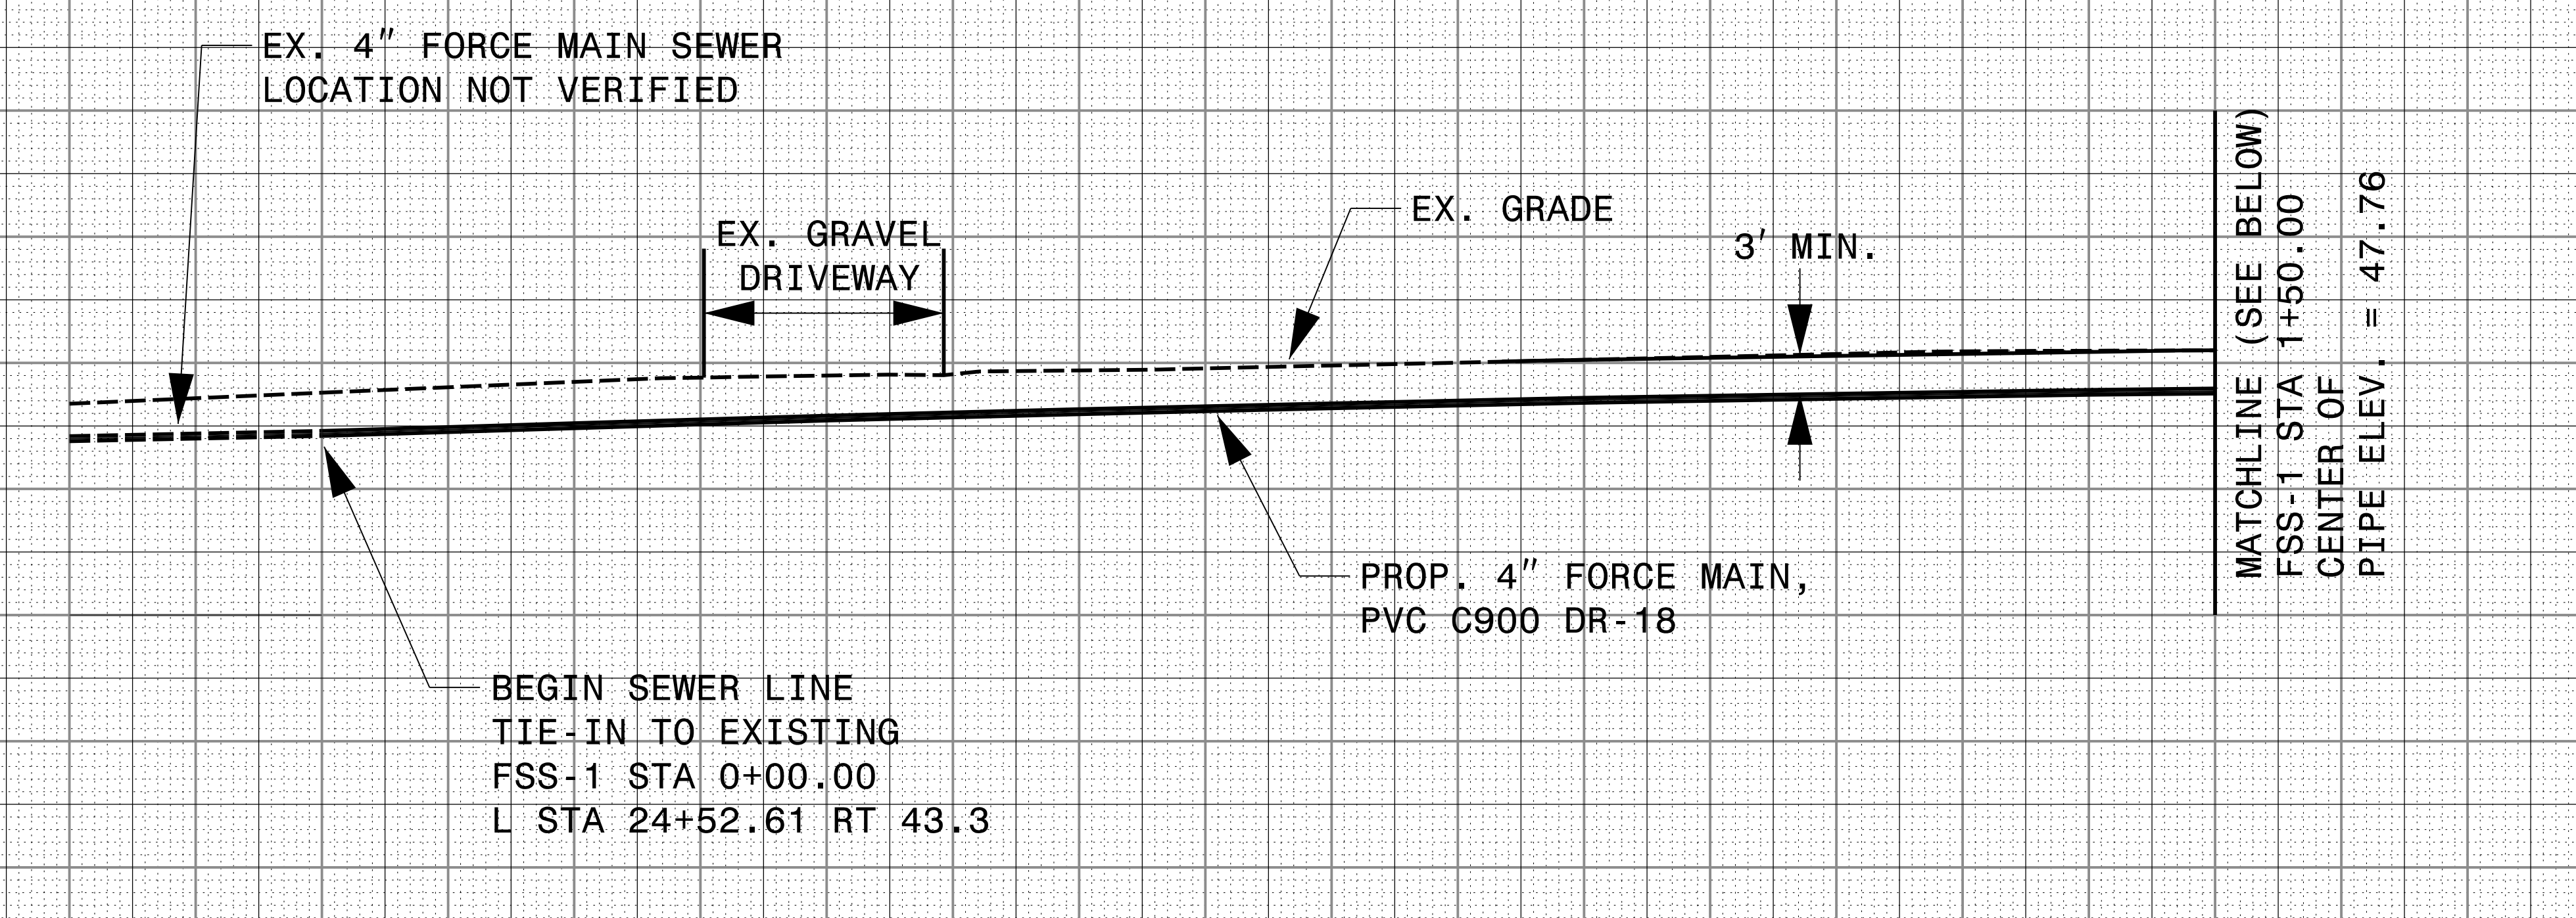 EX. 4" FORCE MAIN SEWER
LOCATION NOT VERIFIED
EX. GRAVEL
DRIVEWAY
EX. GRADE
3' MIN.
MATCHLINE (SEE BELOW)
FSS-1 STA 1+50.00
CENTER OF
PIPE ELEV. = 47.76
PROP. 4" FORCE MAIN,
PVC C900 DR-18
BEGIN SEWER LINE
TIE-IN TO EXISTING
FSS-1 STA 0+00.00
L STA 24+52.61 RT 43.3